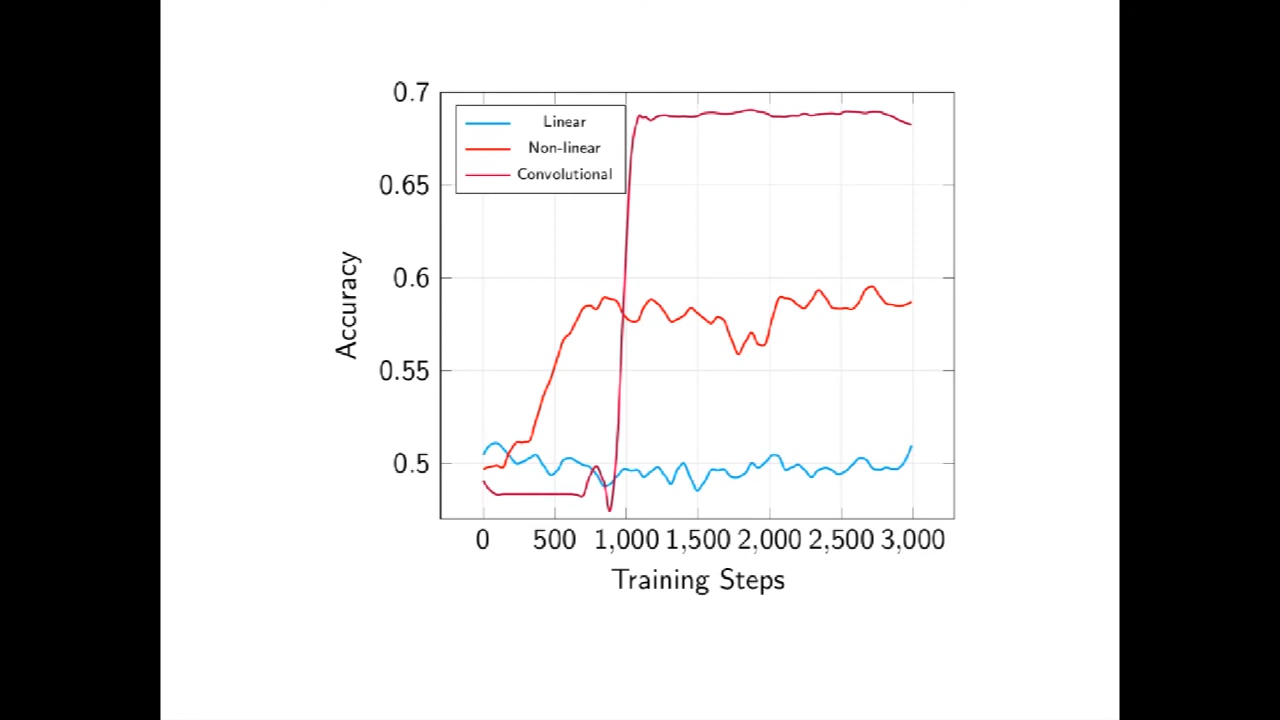 0.7
0.65
0.6
0.55
0.5
Accuracy
Linear
Non-linear
Convolutional
0 500 1,000 1,500 2,000 2,500 3,000
Training Steps